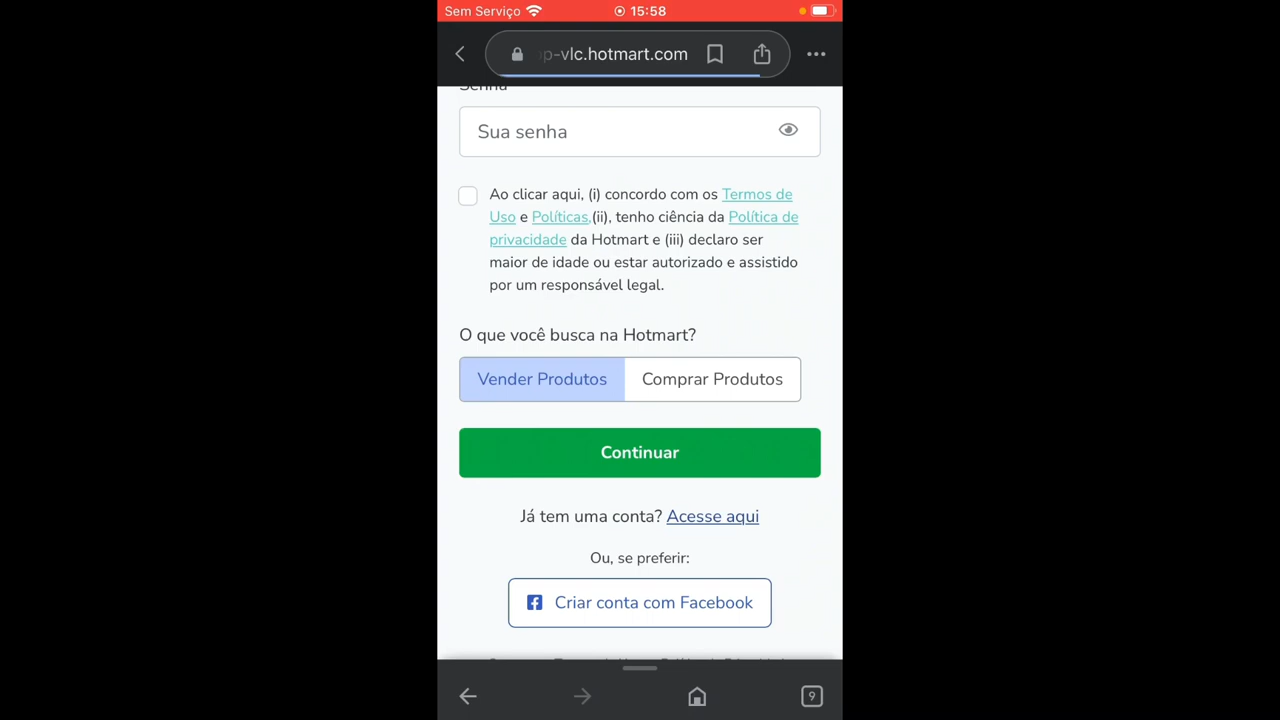 Sem Serviço 15:58
p-vlc.hotmart.com
Senha
Sua senha
Ao clicar aqui, (i) concordo com os Termos de
Uso e Políticas,(ii), tenho ciência da Política de
privacidade da Hotmart e (iii) declaro ser
maior de idade ou estar autorizado e assistido
por um responsável legal.
O que você busca na Hotmart?
Vender Produtos Comprar Produtos
Continuar
Já tem uma conta? Acesse aqui
Ou, se preferir:
Criar conta com Facebook
9